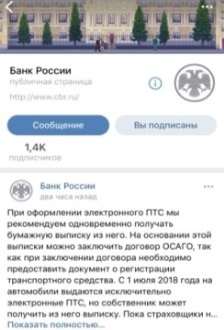 Банк России
публичная страница
http://www.cbr.ru/
Сообщение
Вы подписаны
1,4K
подписчиков
Банк России
два часа назад
При оформлении электронного ПТС мы
рекомендуем одновременно получать
бумажную выписку из него. На основании этой
выписки можно заключить договор ОСАГО, так
как при заключении договора необходимо
предоставить документ о регистрации
транспортного средства. С 1 июля 2018 года на
автомобили выдаются исключительно
электронные ПТС, но собственник может
получить из него выписку. Пока страховщики н...
Показать полностью...